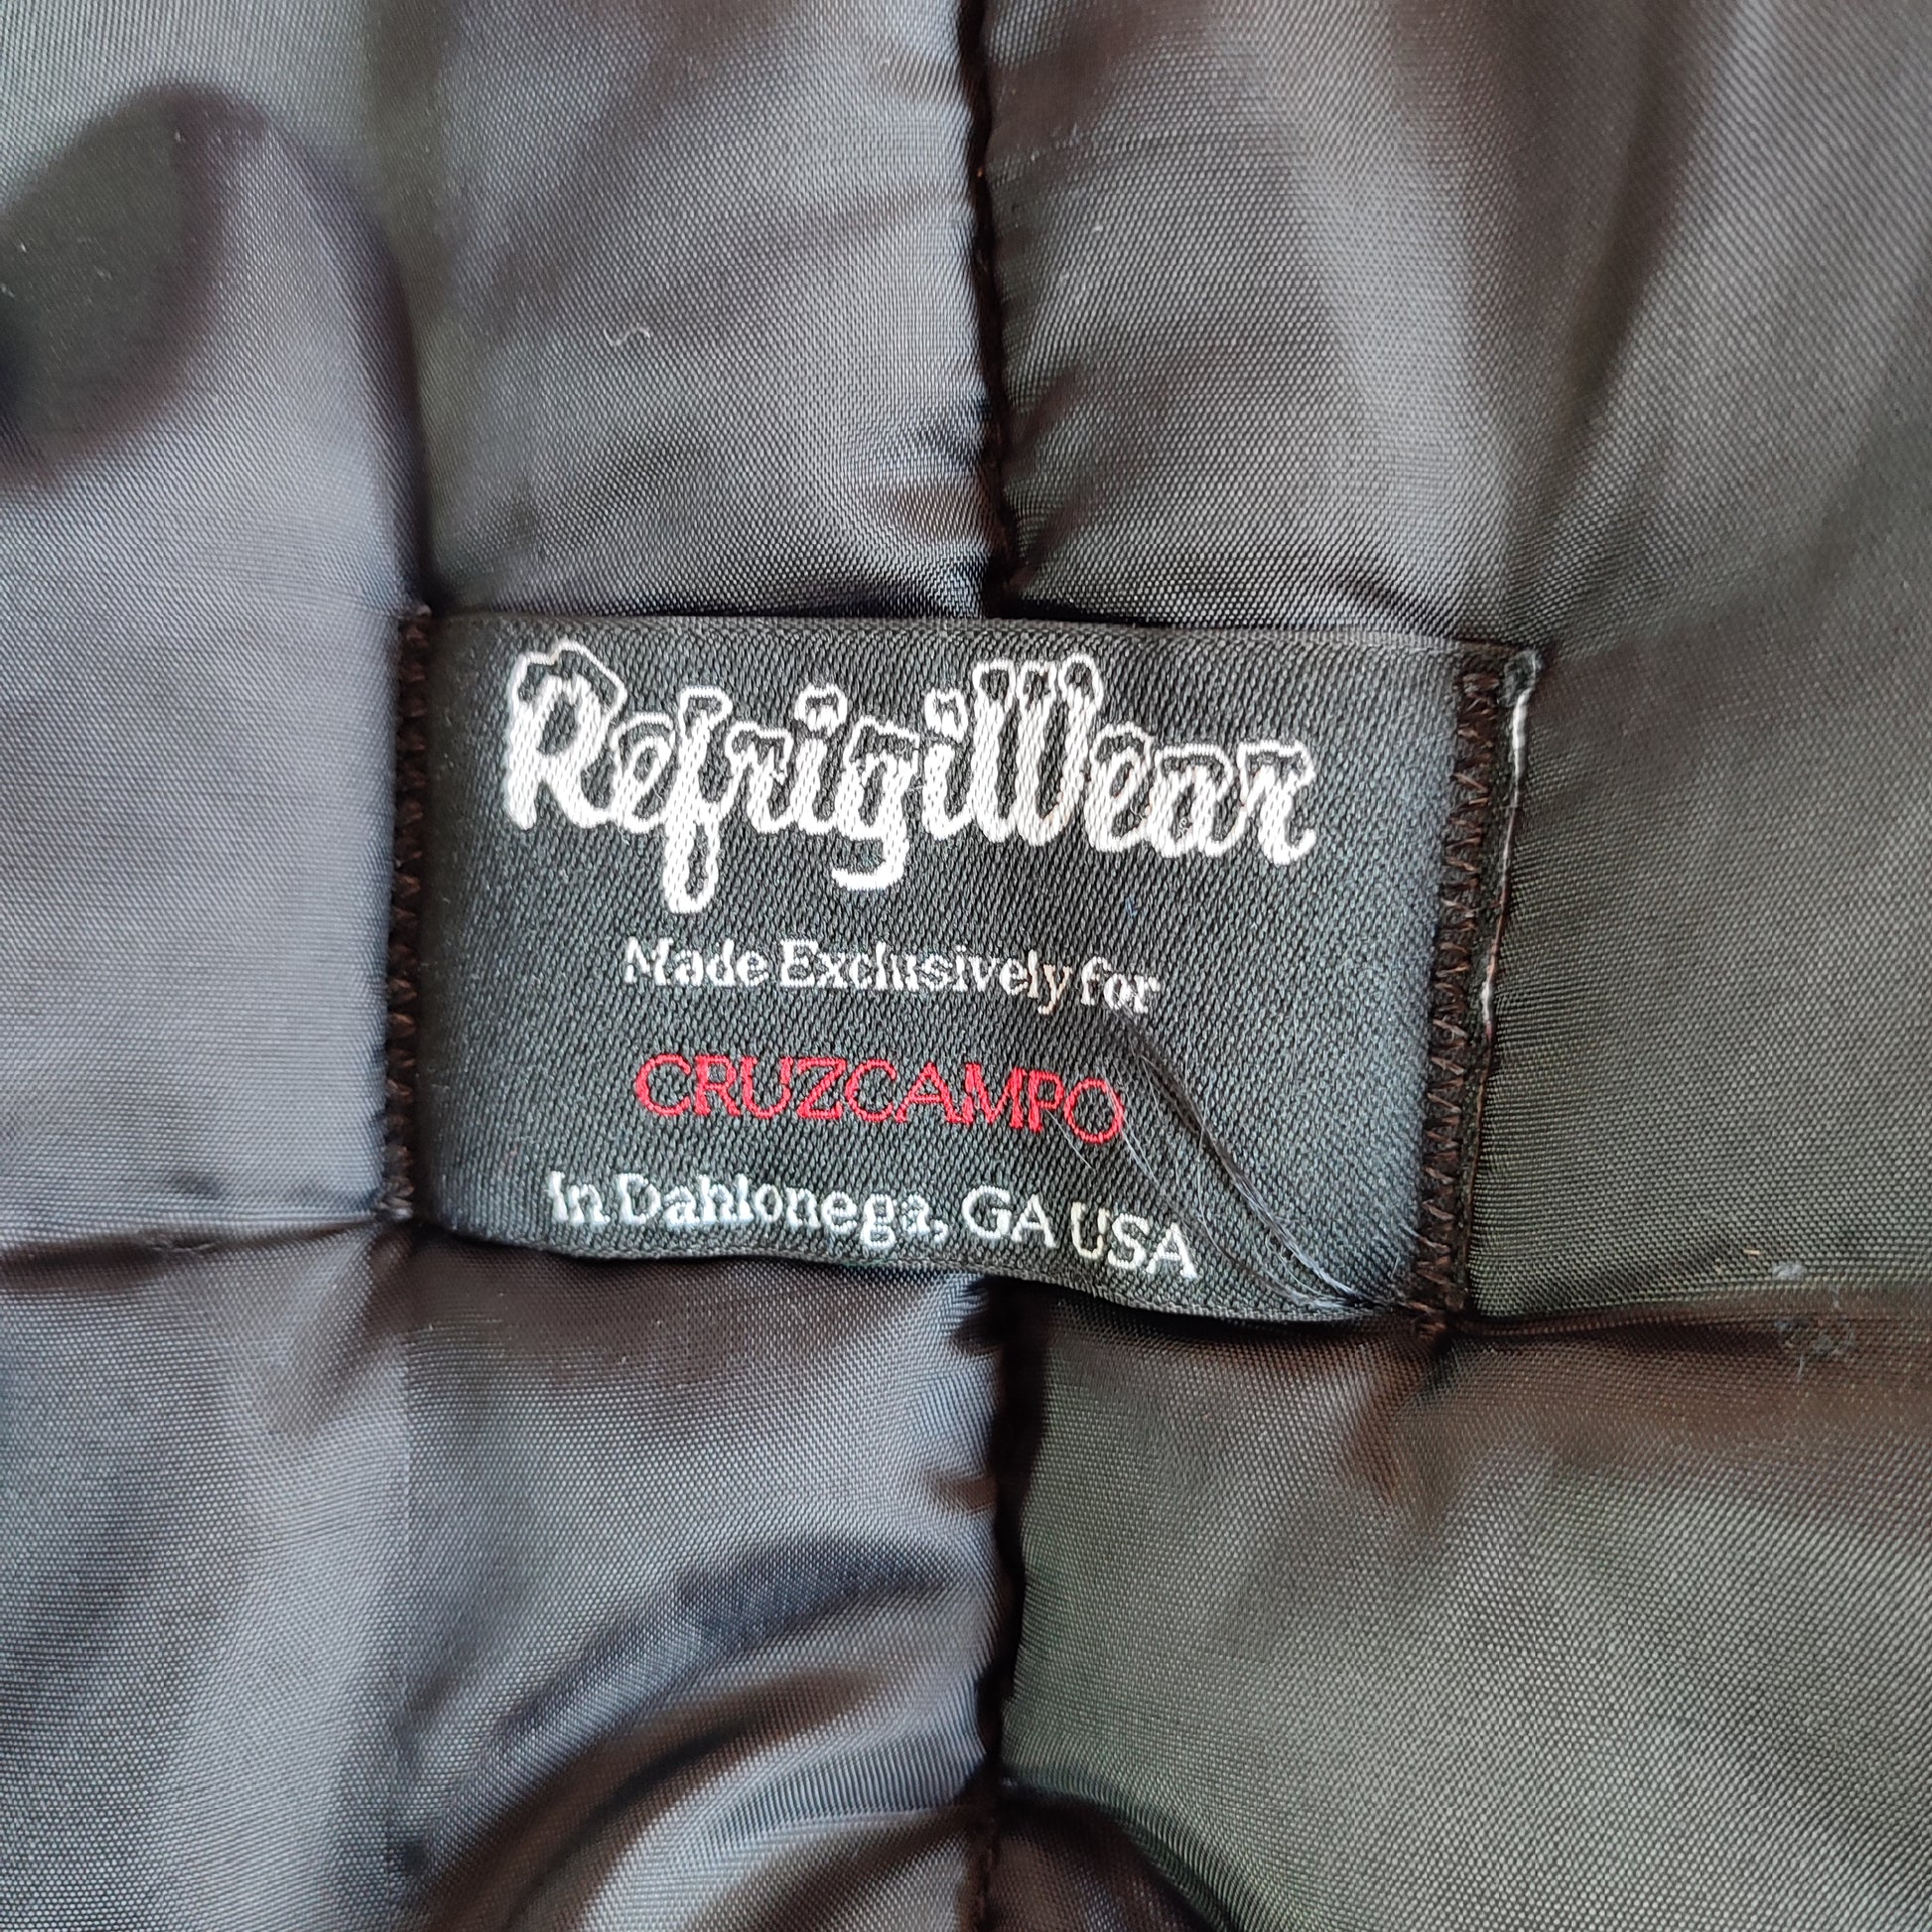 RefrigiWear
Made Exclusively for
CRUZCAMPO
In Dahlonega, GA USA